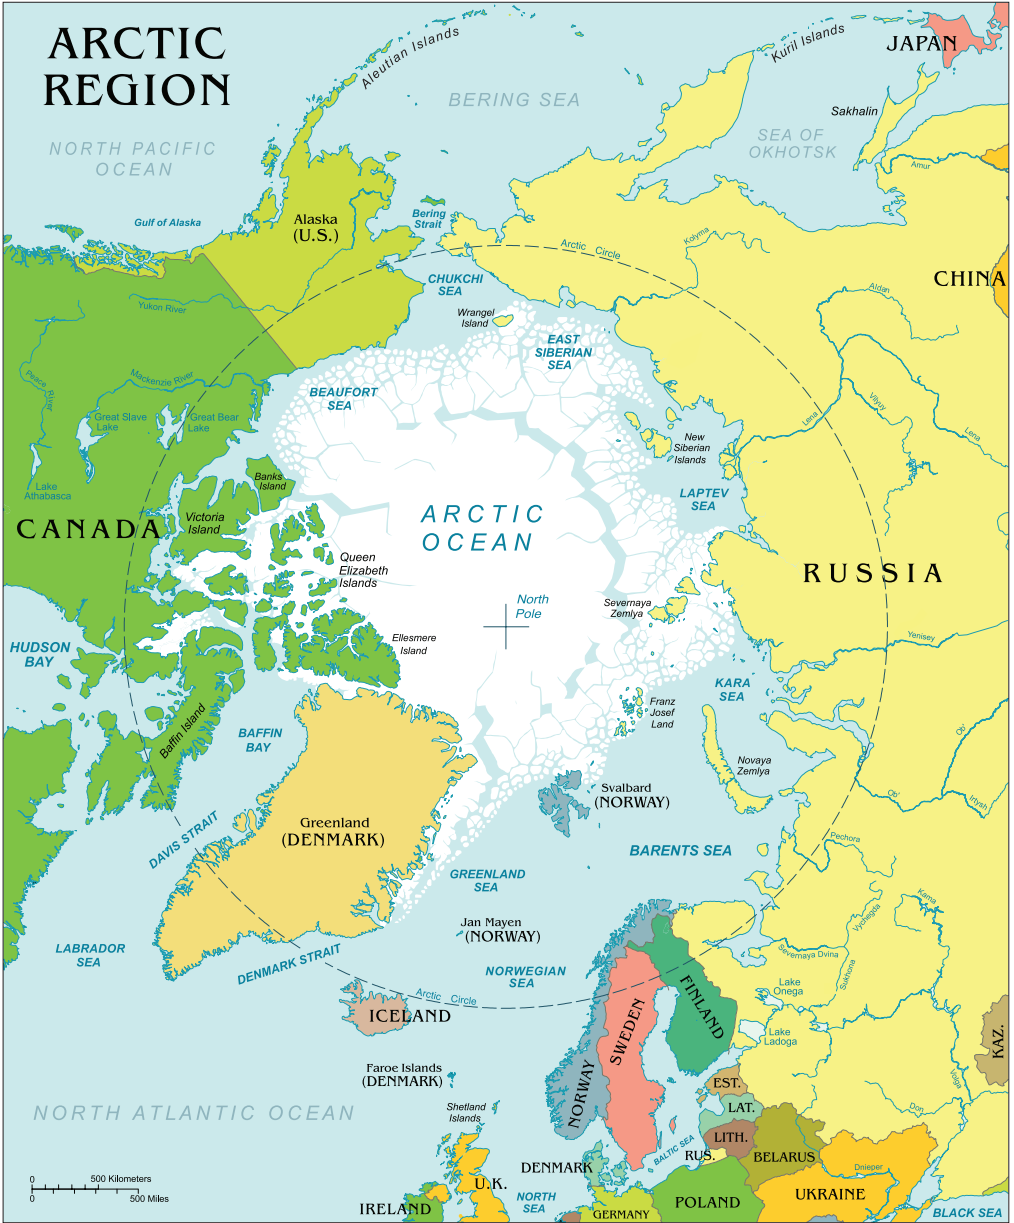 ARCTIC
REGION
Aleutian Islands
Kuril Islands
JAPAN
BERING SEA
Sakhalin
SEA OF
OKHOTSK
NORTH PACIFIC
OCEAN
Amur
Gulf of Alaska
Alaska
(U.S.)
Bering
Strait
Arctic Circle
Kolyma
CHINA
CHUKCHI
SEA
Aldan
Yukon River
Wrangel
Island
EAST
SIBERIAN
SEA
Peace River
Mackenzie River
BEAUFORT
SEA
Great Slave
Lake
Great Bear
Lake
Lena
Vilyuy
Lena
New
Siberian
Islands
Lake
Athabasca
Banks
Island
LAPTEV
SEA
CANADA
Victoria
Island
ARCTIC
OCEAN
Queen
Elizabeth
Islands
RUSSIA
North
Pole
Severnaya
Zemlya
Ellesmere
Island
Yenisey
HUDSON
BAY
KARA
SEA
Franz
Josef
Land
Baffin Island
BAFFIN
BAY
Ob'
Novaya
Zemlya
Svalbard
(NORWAY)
Ob'
Irtysh
Greenland
(DENMARK)
DAVIS STRAIT
Pechora
BARENTS SEA
GREENLAND
SEA
Kama
Vychegda
Jan Mayen
(NORWAY)
LABRADOR
SEA
DENMARK STRAIT
Severnaya Dvina
Sukhona
NORWEGIAN
SEA
Lake
Onega
Arctic Circle
ICELAND
FINLAND
SWEDEN
Lake
Ladoga
KAZ.
Faroe Islands
(DENMARK)
NORWAY
EST.
Volga
NORTH ATLANTIC OCEAN
Shetland
Islands
LAT.
Don
LITH.
BALTIC SEA
RUS.
BELARUS
DENMARK
Dnieper
0 500 Kilometers
0 500 Miles
U.K.
NORTH
SEA
POLAND
UKRAINE
IRELAND
GERMANY
BLACK SEA